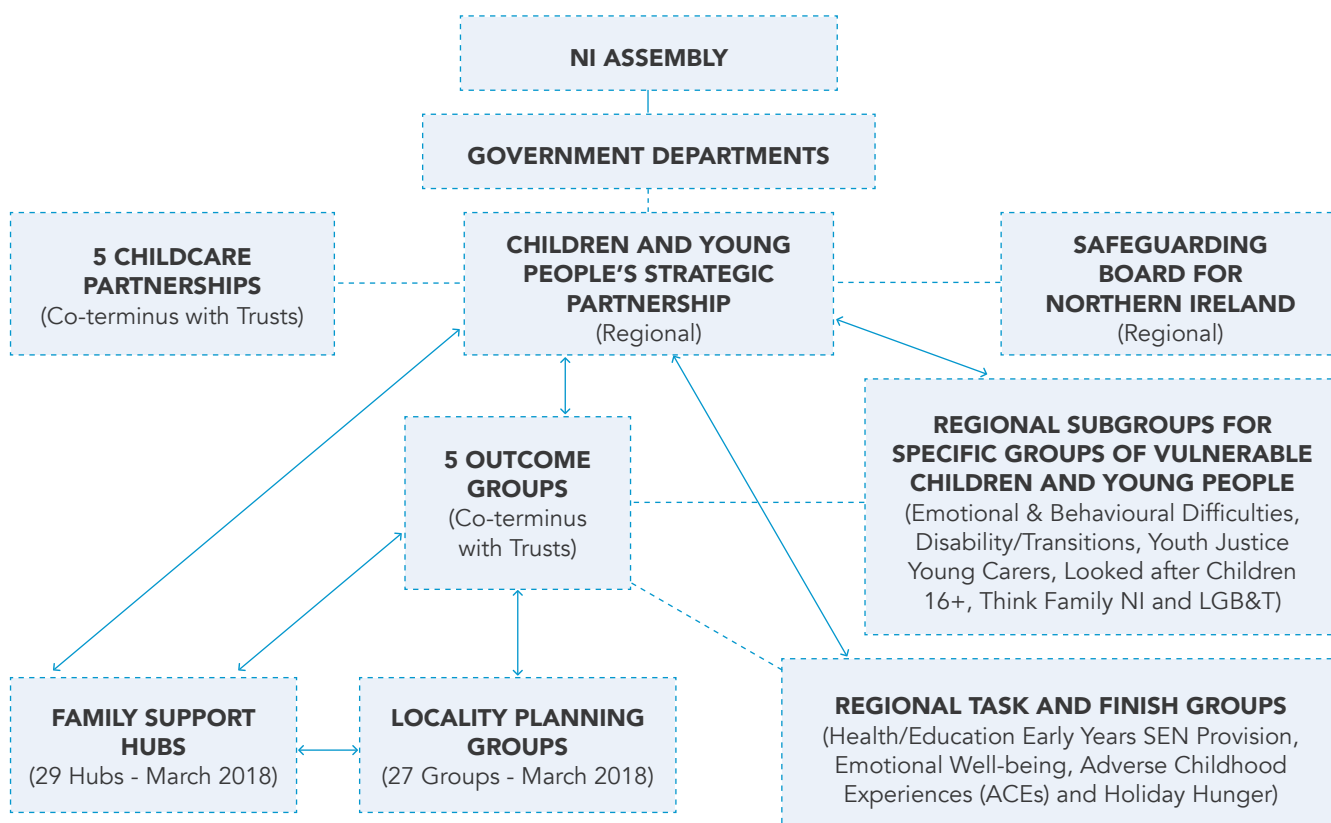 NI ASSEMBLY
GOVERNMENT DEPARTMENTS
5 CHILDCARE
PARTNERSHIPS
(Co-terminus with Trusts)
CHILDREN AND YOUNG
PEOPLE’S STRATEGIC
PARTNERSHIP
(Regional)
SAFEGUARDING
BOARD FOR
NORTHERN IRELAND
(Regional)
5 OUTCOME
GROUPS
(Co-terminus
with Trusts)
REGIONAL SUBGROUPS FOR
SPECIFIC GROUPS OF VULNERABLE
CHILDREN AND YOUNG PEOPLE
(Emotional & Behavioural Difficulties,
Disability/Transitions, Youth Justice
Young Carers, Looked after Children
16+, Think Family NI and LGB&T)
FAMILY SUPPORT
HUBS
(29 Hubs - March 2018)
LOCALITY PLANNING
GROUPS
(27 Groups - March 2018)
REGIONAL TASK AND FINISH GROUPS
(Health/Education Early Years SEN Provision,
Emotional Well-being, Adverse Childhood
Experiences (ACEs) and Holiday Hunger)